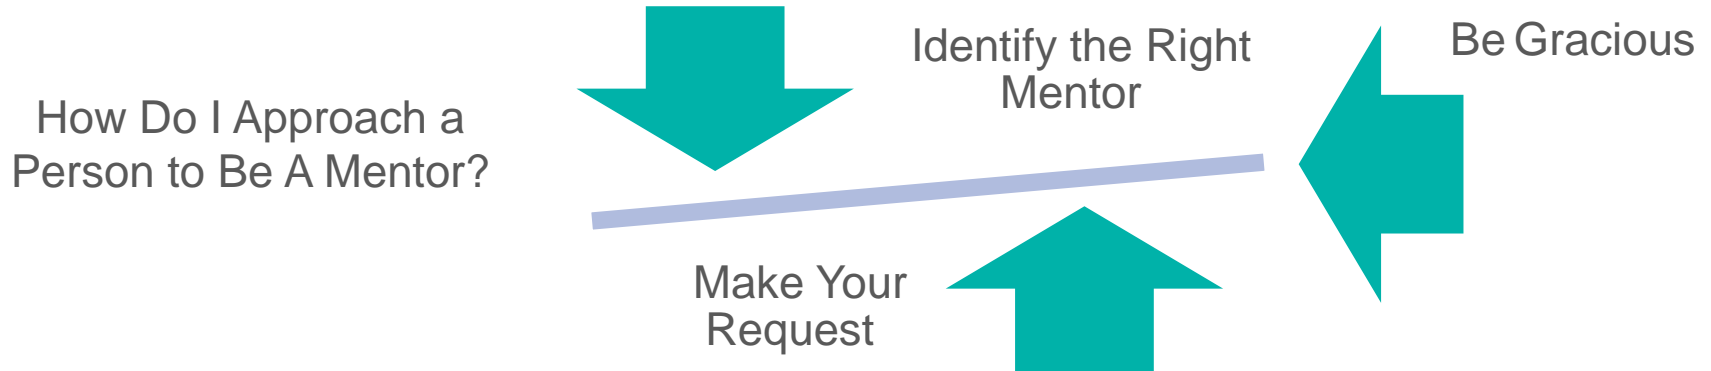 How Do I Approach a
Person to Be A Mentor?
Identify the Right
Mentor
Make Your
Request
Be Gracious